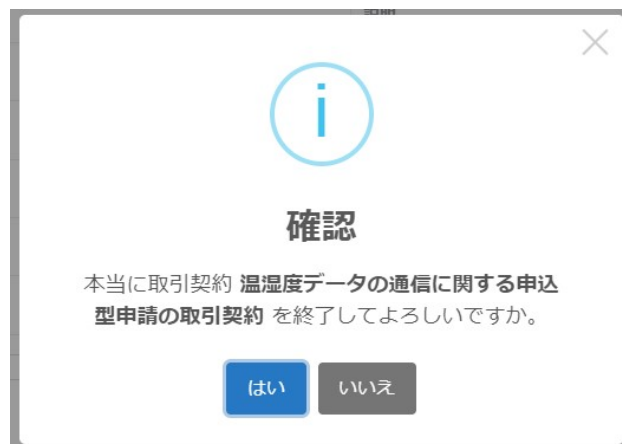 確認
本当に取引契約 温湿度データの通信に関する申込
型申請の取引契約 を終了してよろしいですか。
はい いいえ